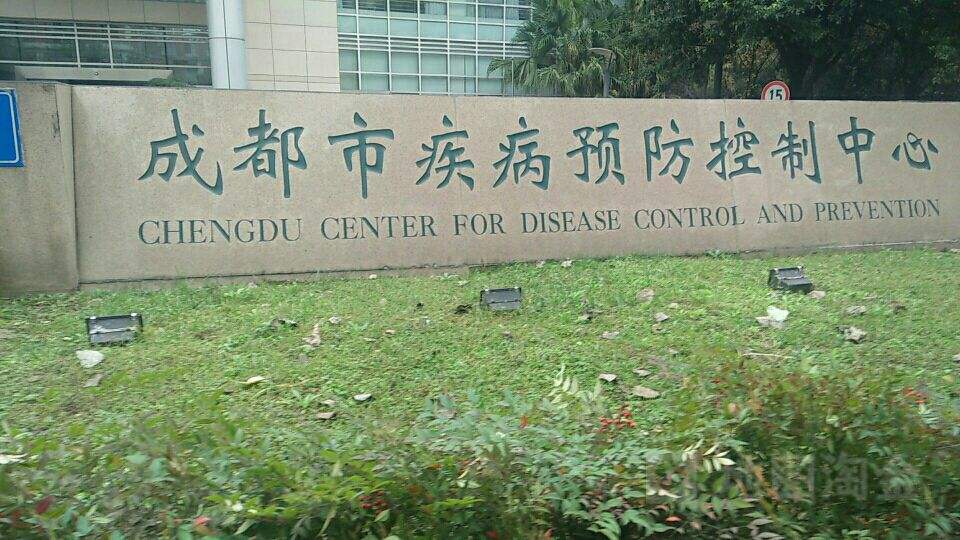 15
成都市疾病预防控制中心
CHENGDU CENTER FOR DISEASE CONTROL AND PREVENTION